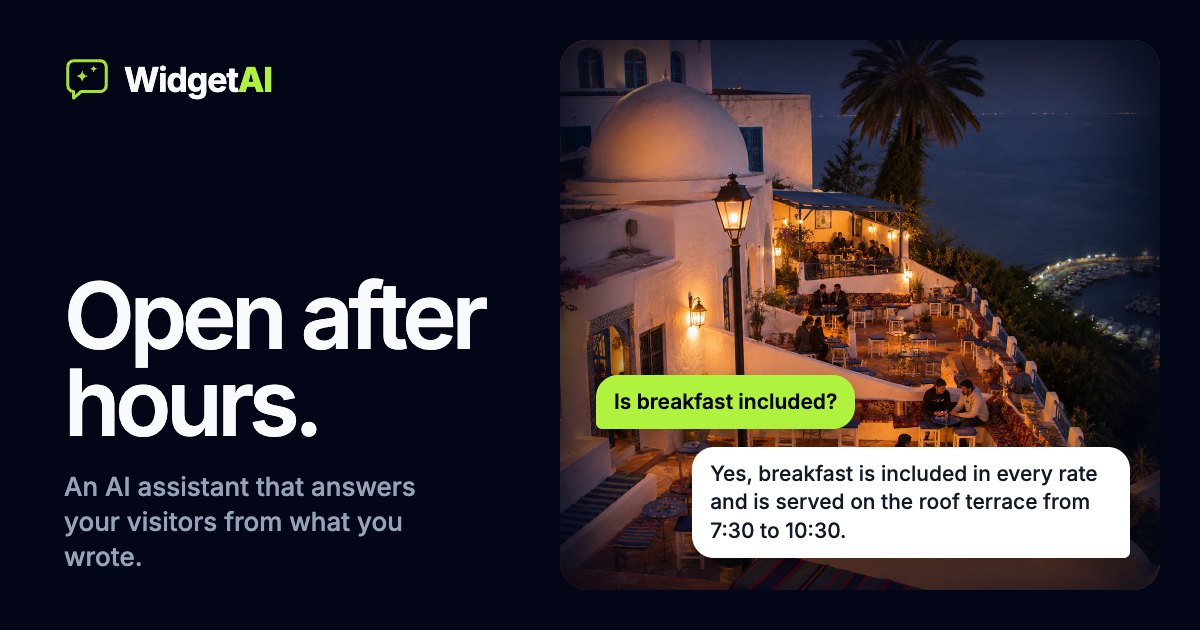 WidgetAI
Open after
hours.
An AI assistant that answers
your visitors from what you
wrote.
Is breakfast included?
Yes, breakfast is included in every rate
and is served on the roof terrace from
7:30 to 10:30.